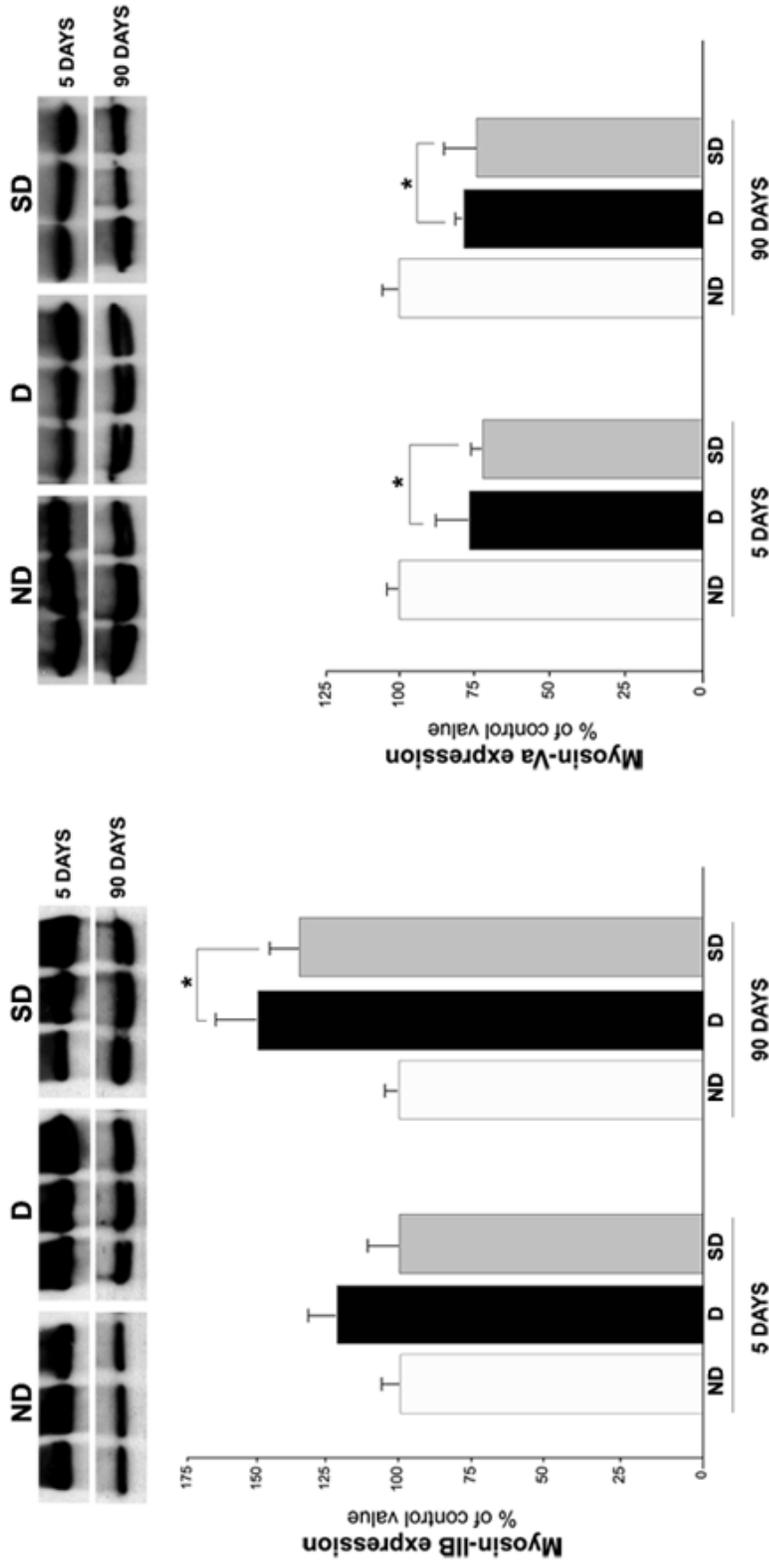 ND D SD
5 DAYS
90 DAYS
Myosin-IIB expression
% of control value
175
150
125
100
75
50
25
0
*
ND D SD ND D SD
5 DAYS 90 DAYS
ND D SD
5 DAYS
90 DAYS
Myosin-Va expression
% of control value
125
100
75
50
25
0
* *
ND D SD ND D SD
5 DAYS 90 DAYS